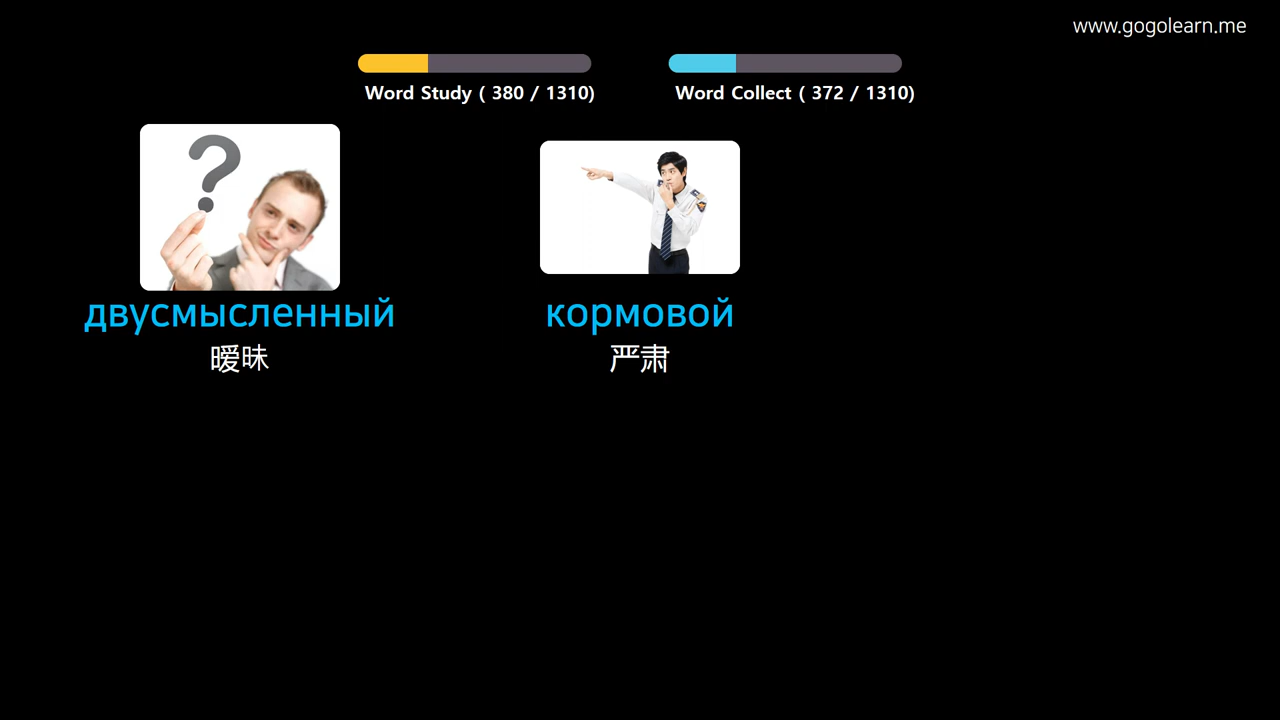 www.gogolearn.me
Word Study ( 380 / 1310)
Word Collect ( 372 / 1310)
двусмысленный
暧昧
кормовой
严肃